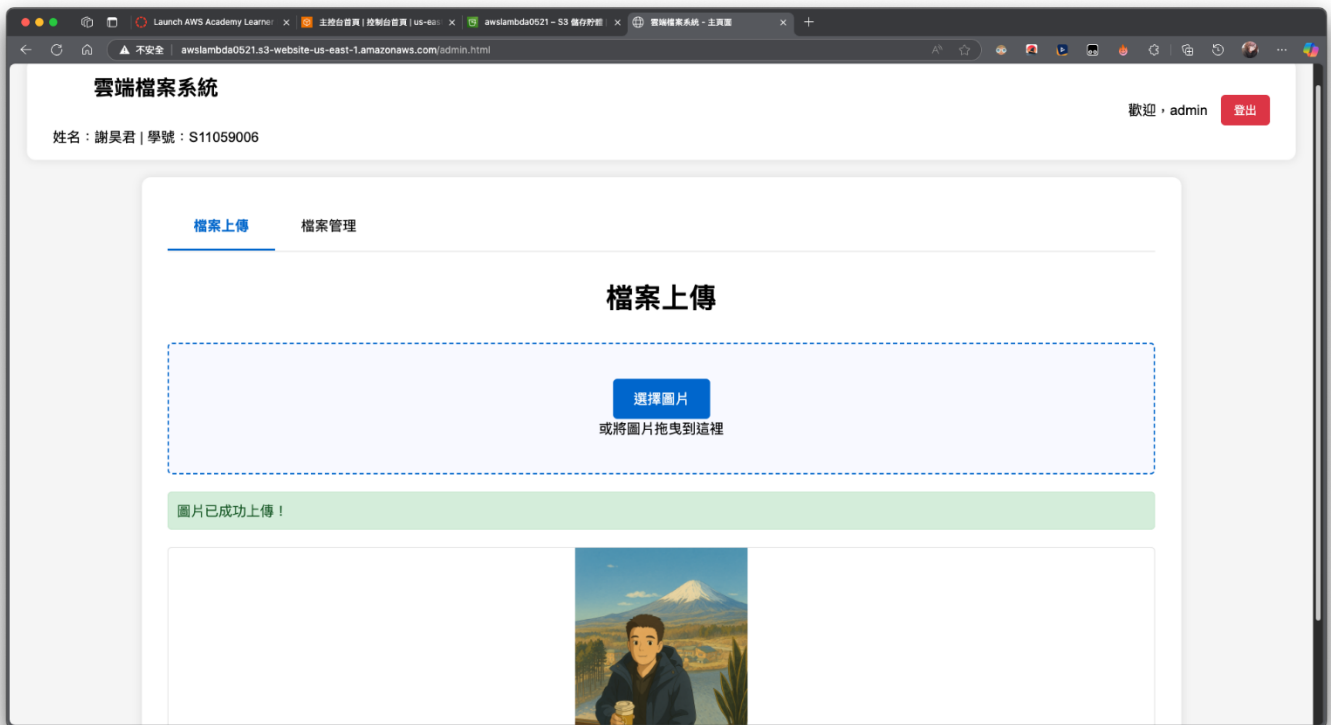 Launch AWS Academy Learner
主控台首頁 | 控制台首頁 | us-eas
awslambda0521 – S3 儲存貯體
雲端檔案系統 - 主頁面
不安全
awslambda0521.s3-website-us-east-1.amazonaws.com/admin.html
雲端檔案系統
歡迎，admin
登出
姓名：謝昊君 | 學號：S11059006
檔案上傳
檔案管理
檔案上傳
選擇圖片
或將圖片拖曳到這裡
圖片已成功上傳！